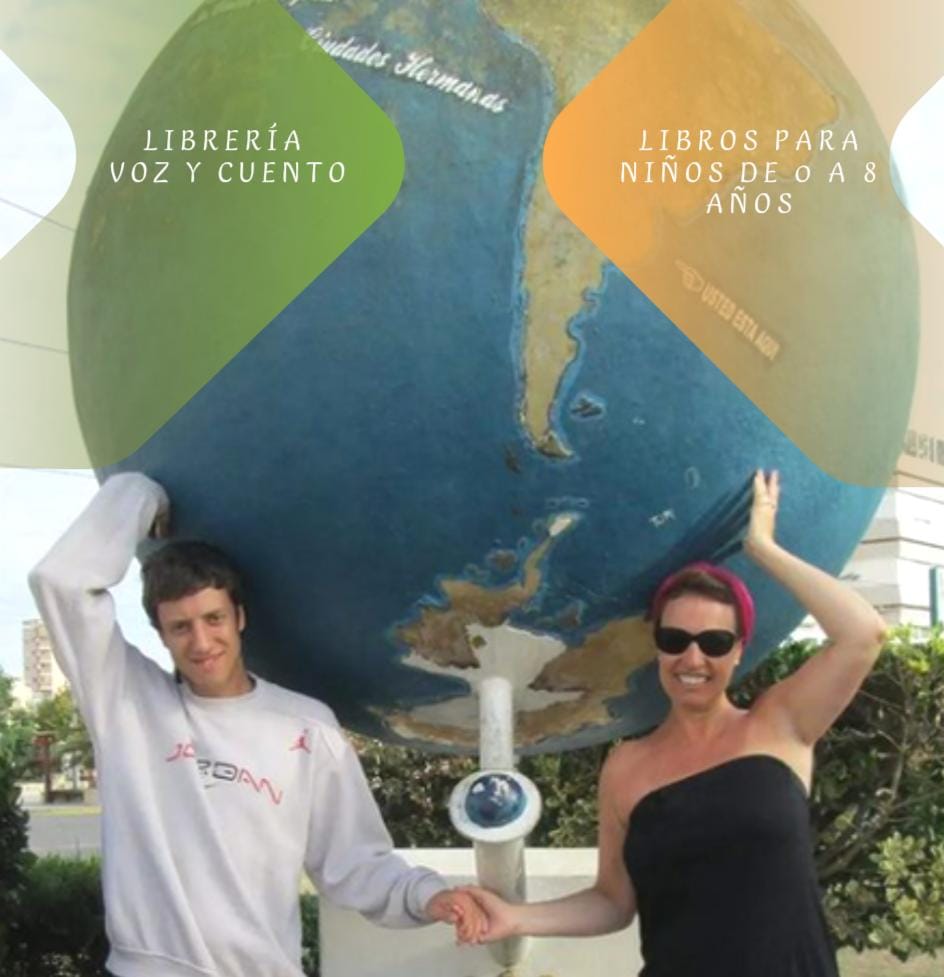 Ciudades Hermanas
LIBRERÍA
VOZ Y CUENTO
LIBROS PARA
NIÑOS DE 0 A 8
AÑOS
USTED ESTA AQUI
JORDAN